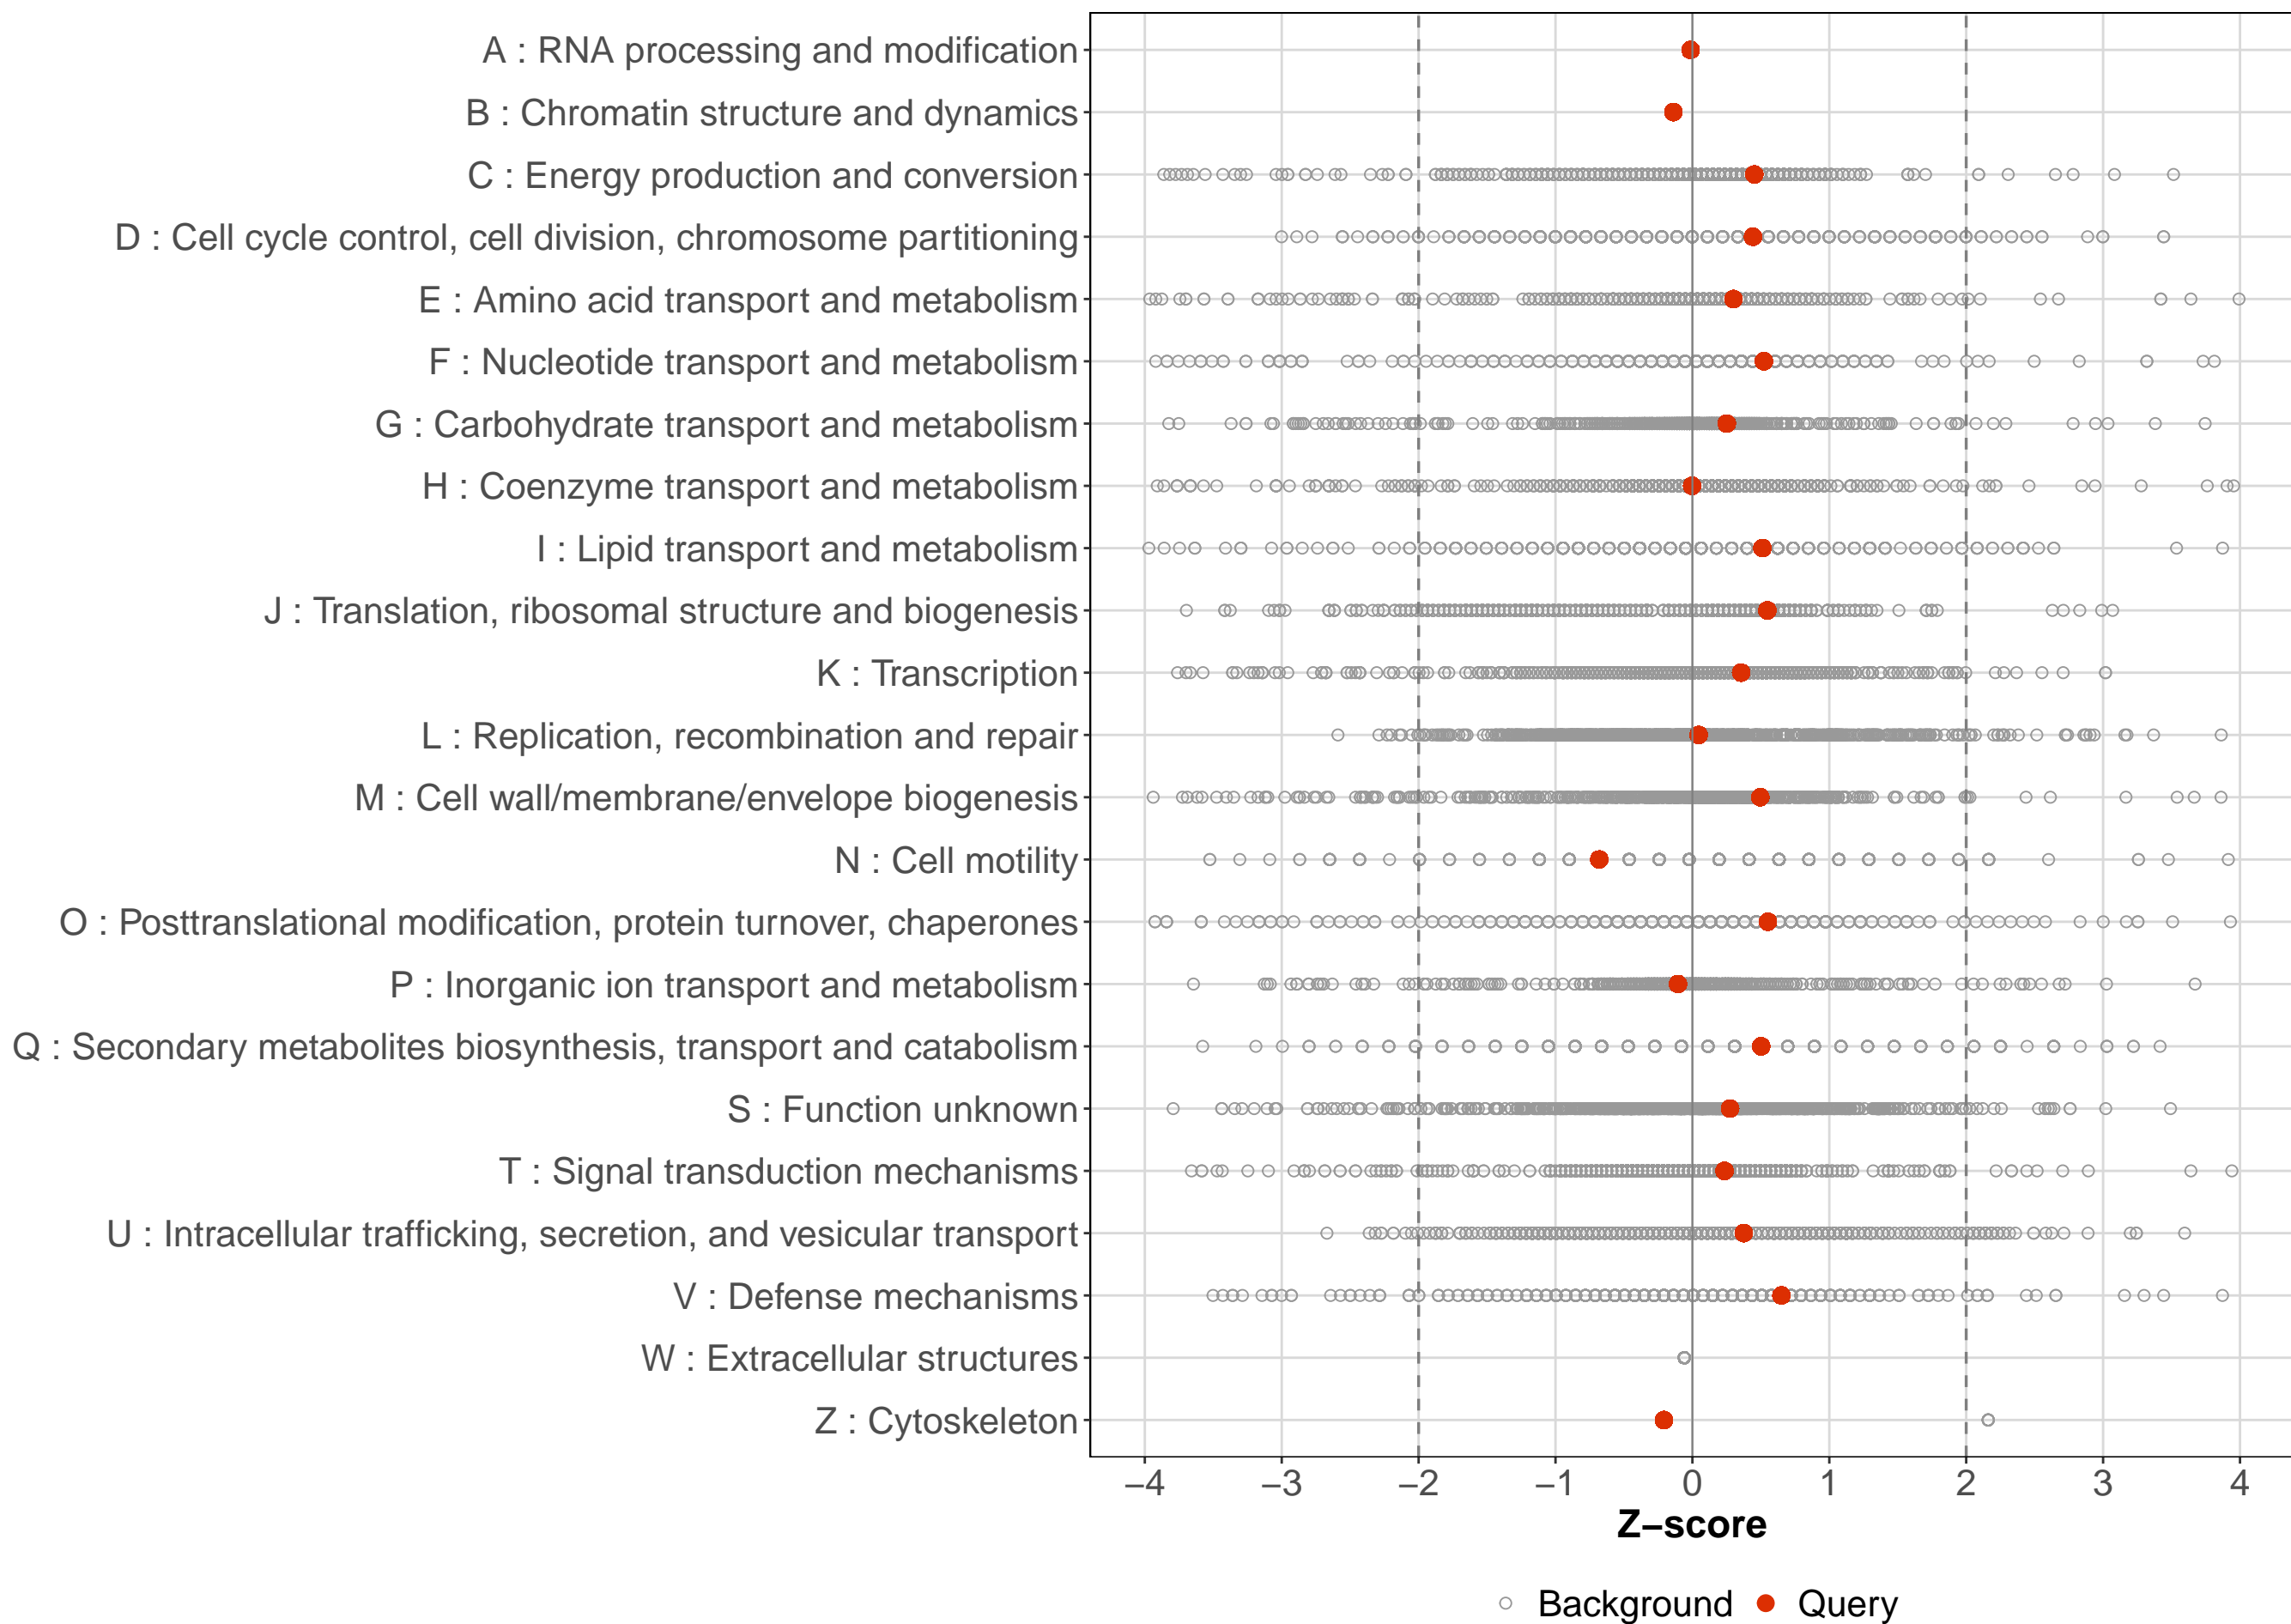 A : RNA processing and modification
B : Chromatin structure and dynamics
C : Energy production and conversion
D : Cell cycle control, cell division, chromosome partitioning
E : Amino acid transport and metabolism
F : Nucleotide transport and metabolism
G : Carbohydrate transport and metabolism
H : Coenzyme transport and metabolism
I : Lipid transport and metabolism
J : Translation, ribosomal structure and biogenesis
K : Transcription
L : Replication, recombination and repair
M : Cell wall/membrane/envelope biogenesis
N : Cell motility
O : Posttranslational modification, protein turnover, chaperones
P : Inorganic ion transport and metabolism
Q : Secondary metabolites biosynthesis, transport and catabolism
S : Function unknown
T : Signal transduction mechanisms
U : Intracellular trafficking, secretion, and vesicular transport
V : Defense mechanisms
W : Extracellular structures
Z : Cytoskeleton
−4 −3 −2 −1 0 1 2 3 4
Z−score
Background Query